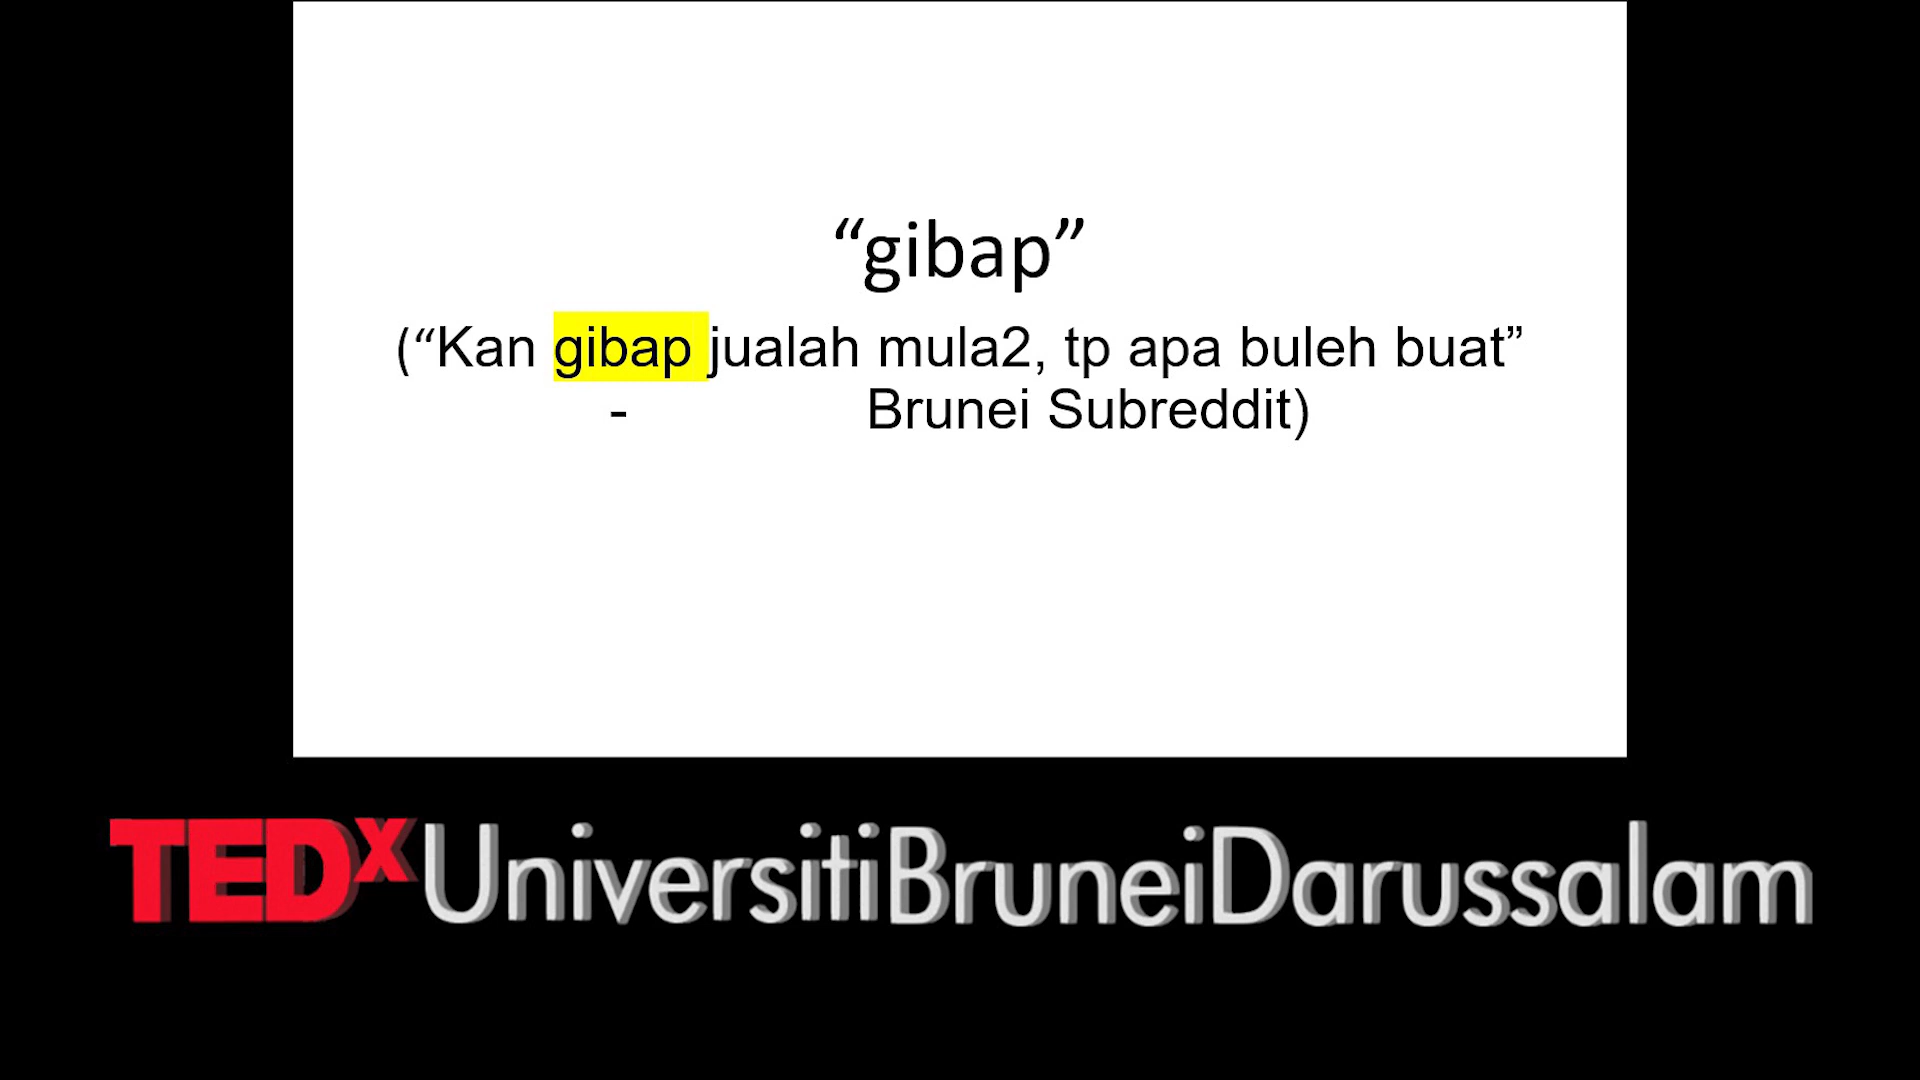 “gibap”
(“Kan gibap jualah mula2, tp apa buleh buat”
- Brunei Subreddit)
TEDxUniversitiBruneiDarussalam